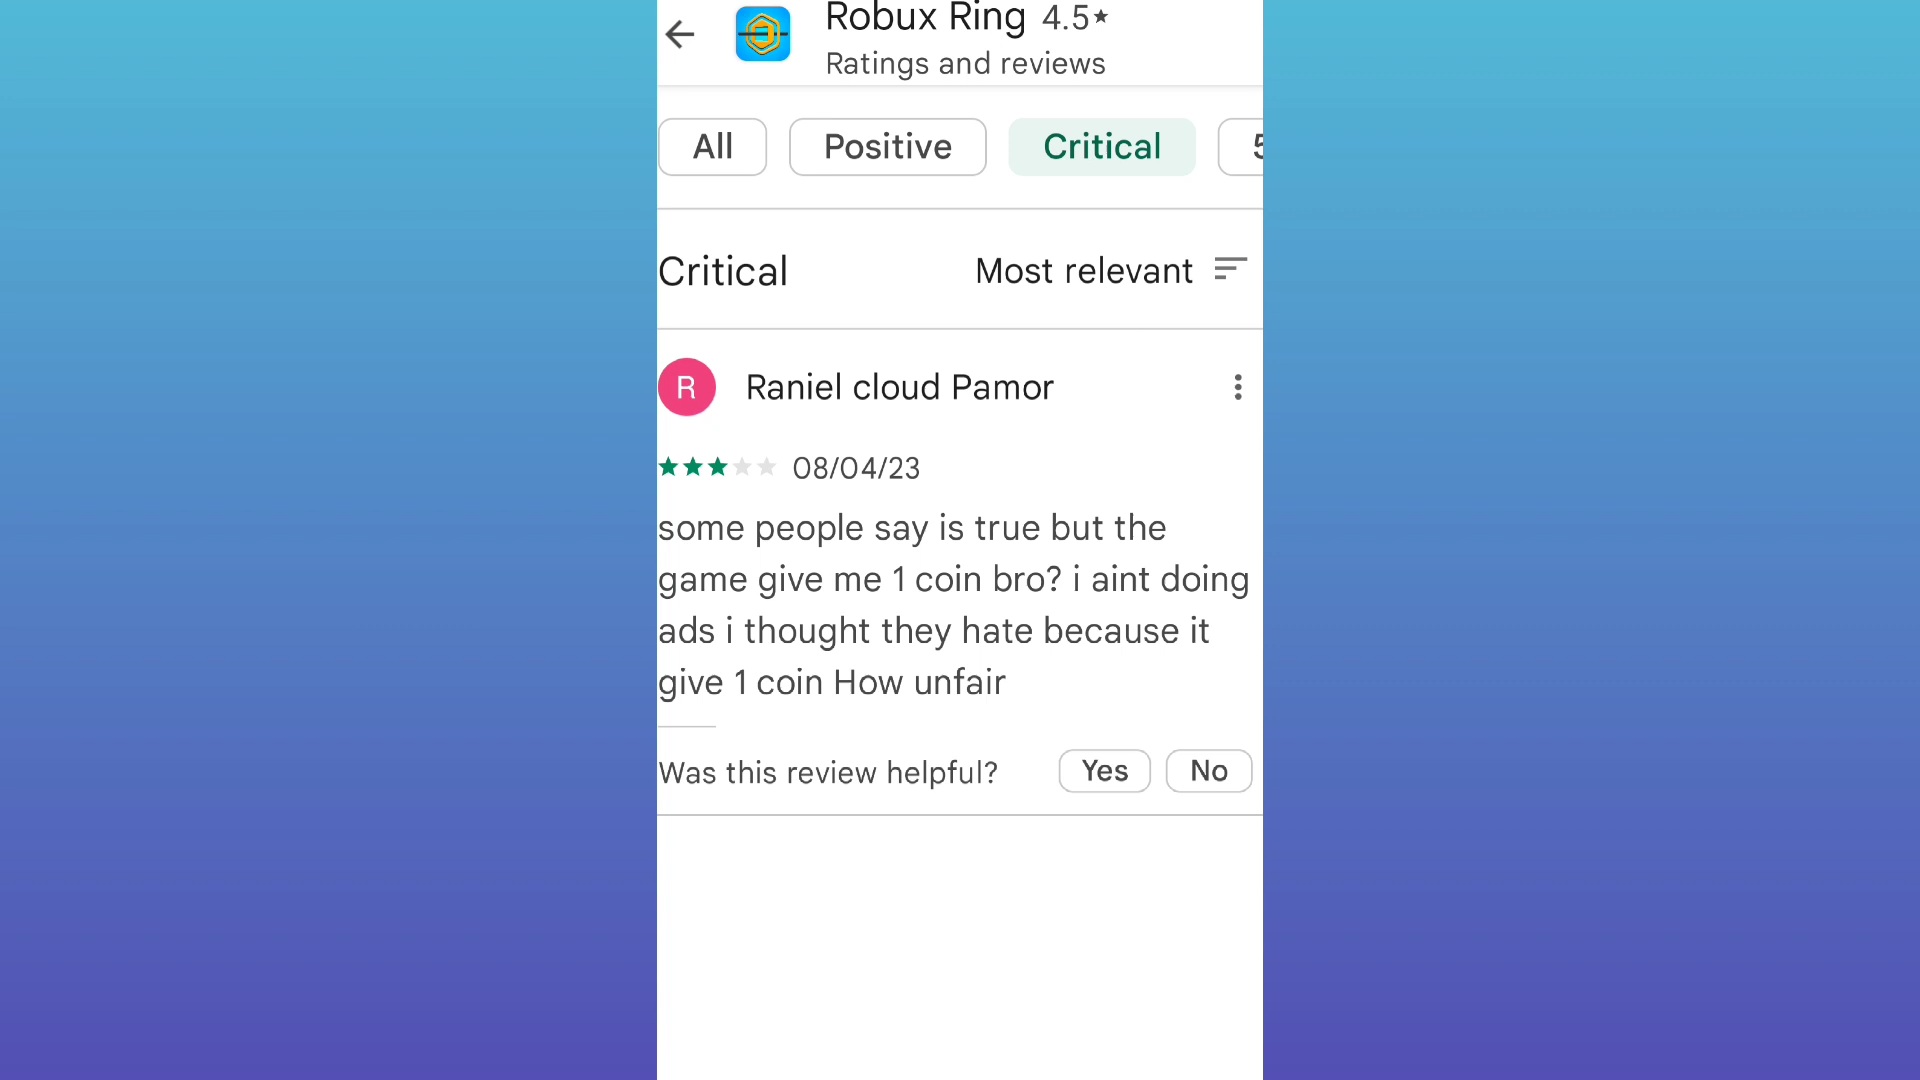 Robux Ring 4.5★
Ratings and reviews
All Positive Critical 5
Critical Most relevant
R Raniel cloud Pamor
08/04/23
some people say is true but the
game give me 1 coin bro? i aint doing
ads i thought they hate because it
give 1 coin How unfair
Was this review helpful? Yes No